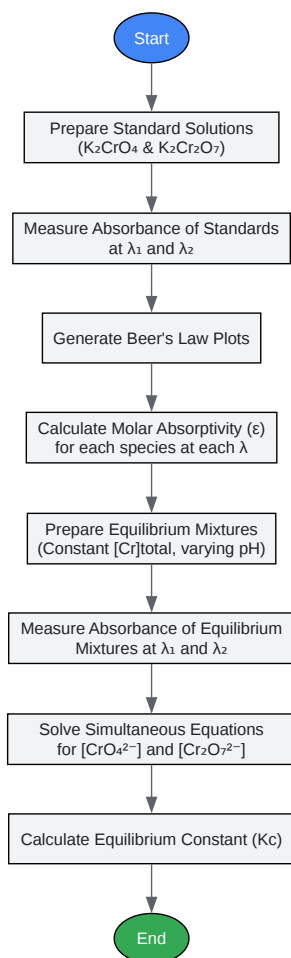 Start
Prepare Standard Solutions
(K₂CrO₄ & K₂Cr₂O₇)
Measure Absorbance of Standards
at λ₁ and λ₂
Generate Beer's Law Plots
Calculate Molar Absorptivity (ε)
for each species at each λ
Prepare Equilibrium Mixtures
(Constant [Cr]total, varying pH)
Measure Absorbance of Equilibrium
Mixtures at λ₁ and λ₂
Solve Simultaneous Equations
for [CrO₄²⁻] and [Cr₂O₇²⁻]
Calculate Equilibrium Constant (Kc)
End